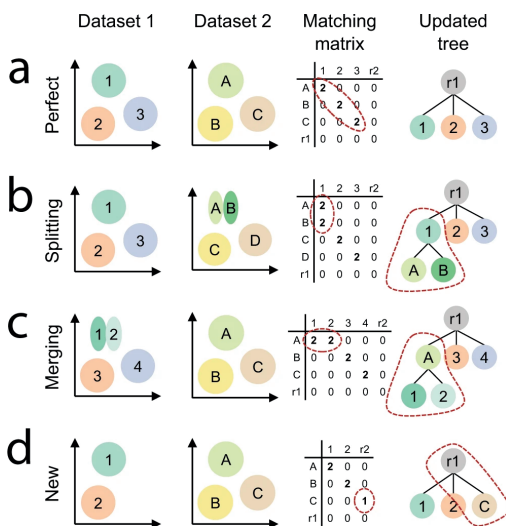 Dataset 1 Dataset 2 Matching matrix Updated tree
a
Perfect
1
2
3
A
B
C
1 2 3 r2
A 2 0 0 0
B 0 2 0 0
C 0 0 2 0
r1 0 0 0
r1
1 2 3
b
Splitting
1
2
3
A B
C
D
1 2 3 r2
A 2 0 0 0
B 2 0 0 0
C 0 2 0 0
D 0 0 2 0
r1 0 0 0
r1
1 2 3
A B
c
Merging
1 2
3
4
A
B
C
1 2 3 4 r2
A 2 2 0 0 0
B 0 0 2 0 0
C 0 0 0 2 0
r1 0 0 0 0
r1
A 3 4
1 2
d
New
1
2
A
B
C
1 2 r2
A 2 0 0
B 0 2 0
C 0 0 1
r1 0 0
r1
1 2 C